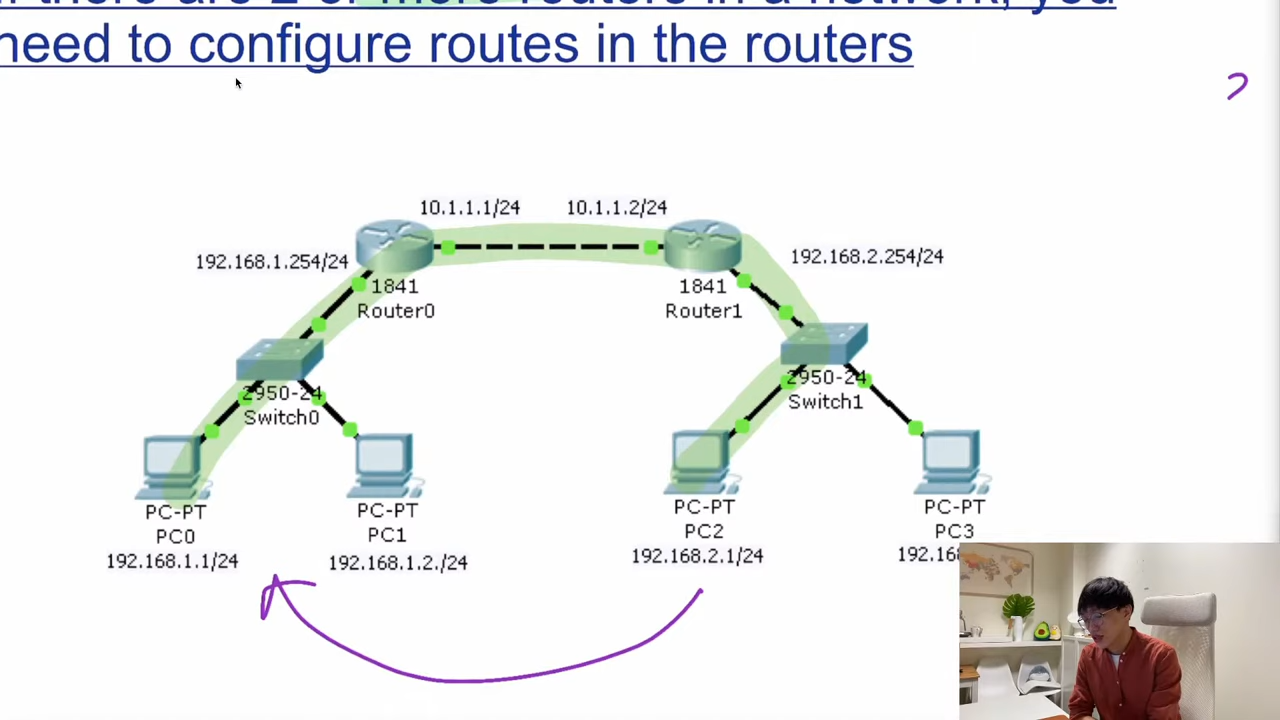 need to configure routes in the routers
10.1.1.1/24
10.1.1.2/24
192.168.1.254/24
192.168.2.254/24
1841
Router0
1841
Router1
2950-24
Switch0
2950-24
Switch1
PC-PT
PC0
192.168.1.1/24
PC-PT
PC1
192.168.1.2./24
PC-PT
PC2
192.168.2.1/24
PC-PT
PC3
192.168